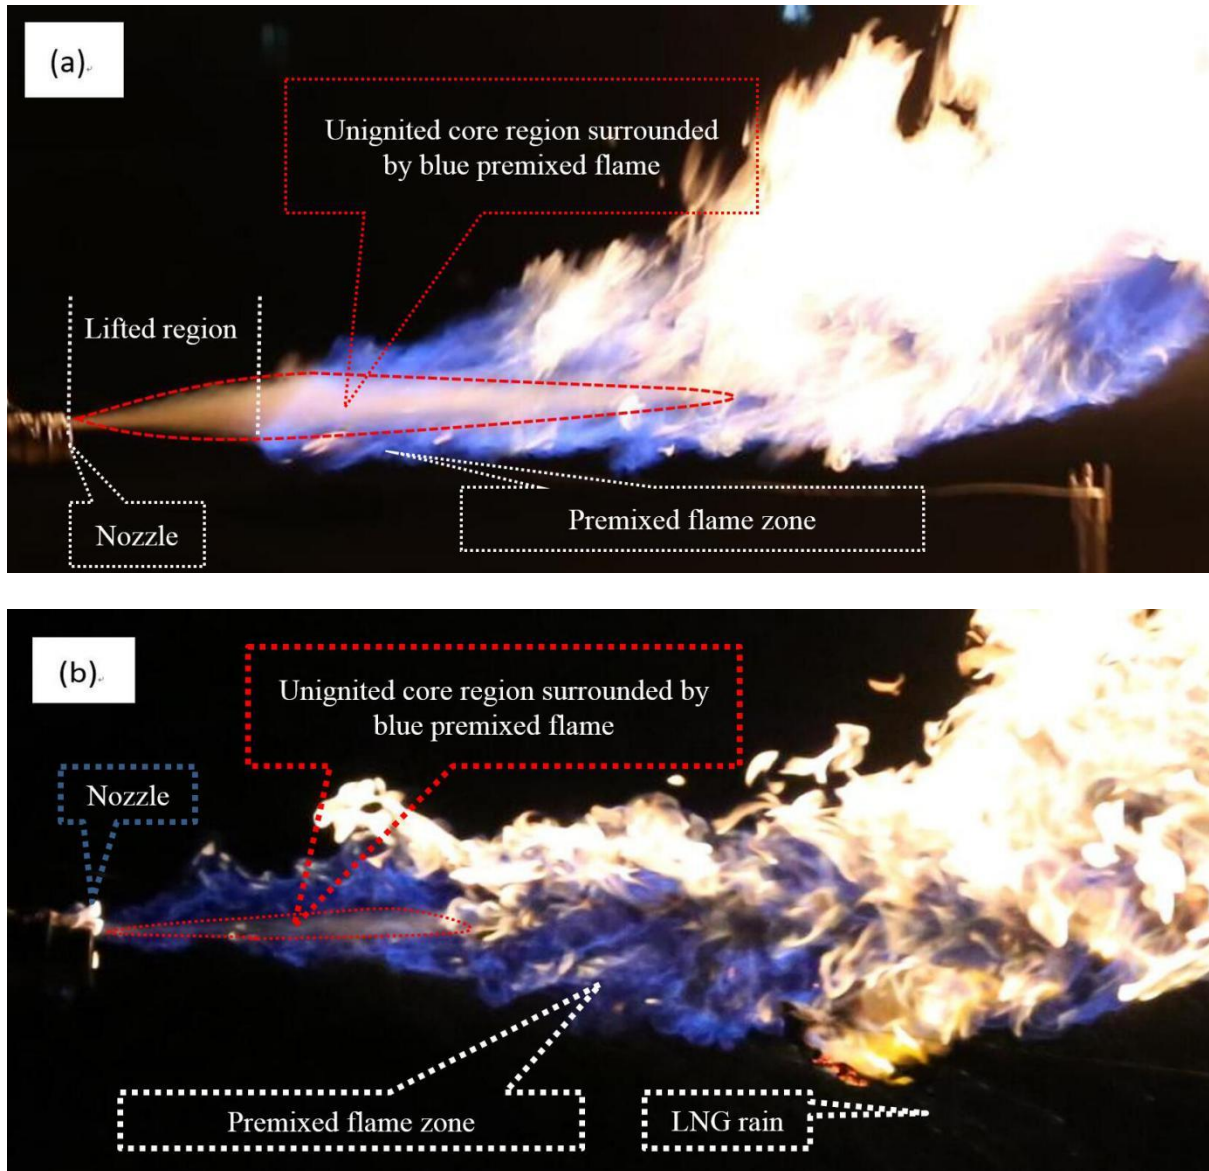 (a)
Unignited core region surrounded
by blue premixed flame
Lifted region
Nozzle
Premixed flame zone
(b)
Unignited core region surrounded by
blue premixed flame
Nozzle
Premixed flame zone
LNG rain